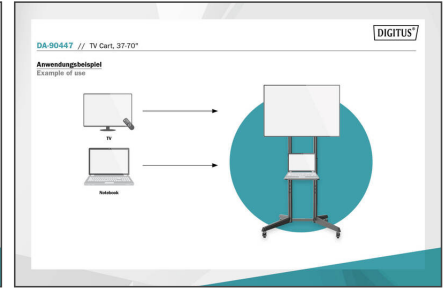 DIGITUS®
DA-90447 // TV Cart, 37-70"
Anwendungsbeispiel
Example of use
TV
Notebook